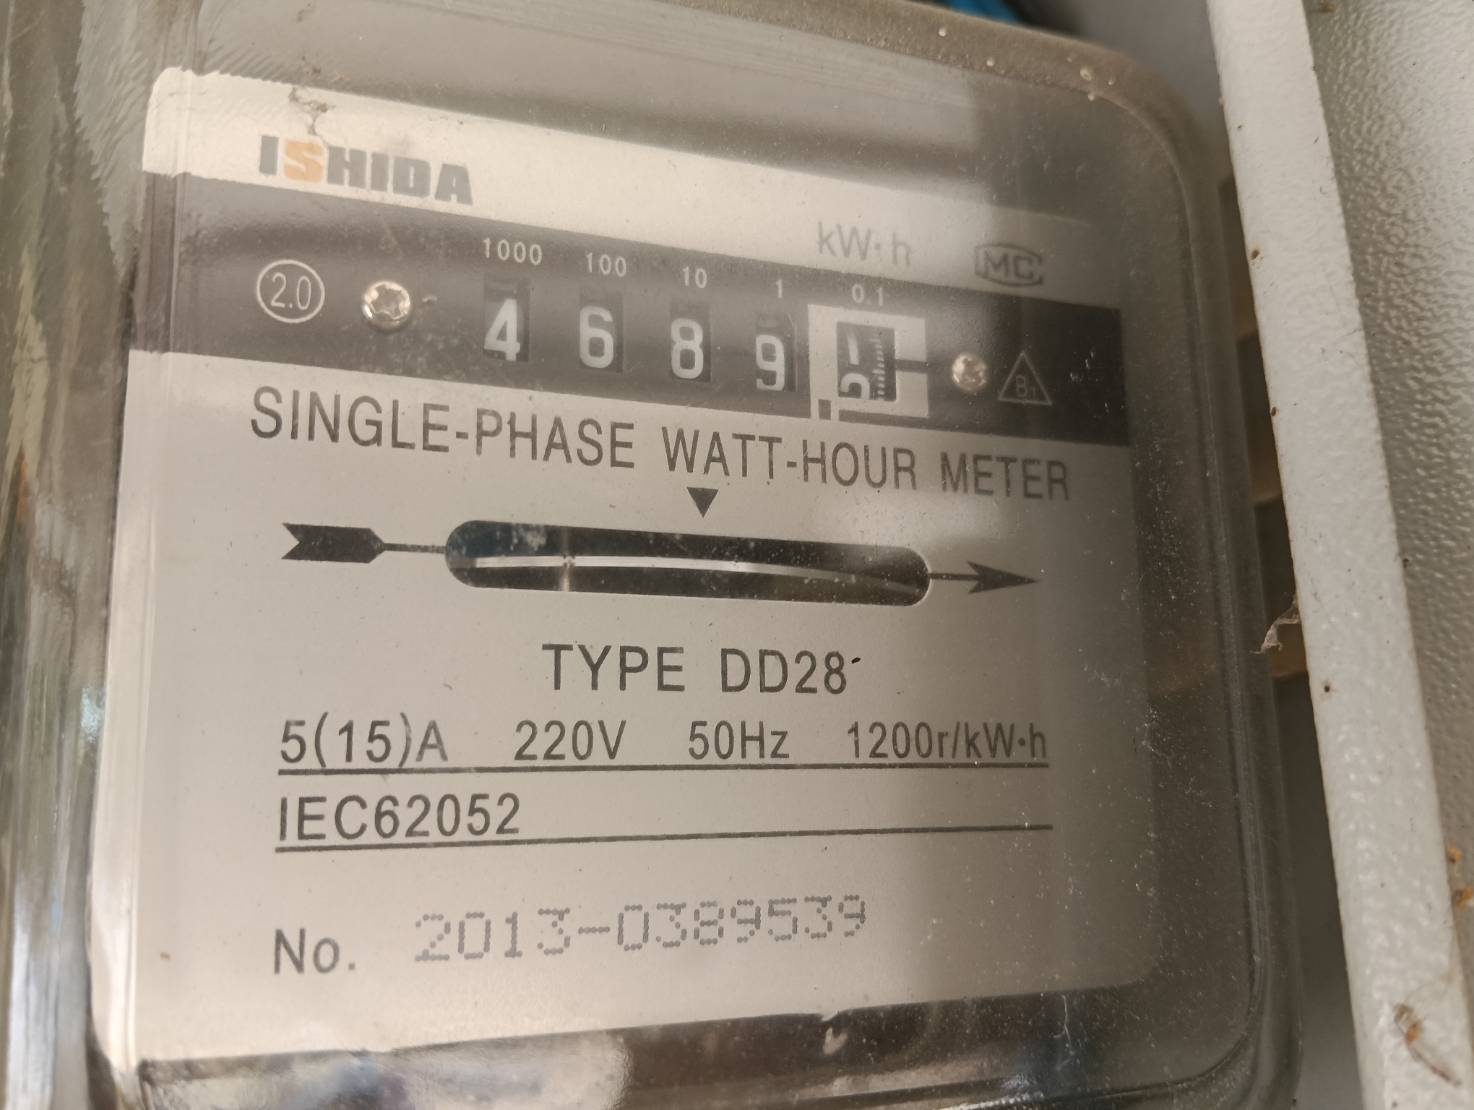 ISHIDA
kW·h
MC
1000 100 10 1 0.1
2.0
4 6 8 9
B
SINGLE-PHASE WATT-HOUR METER
TYPE DD28
5(15)A 220V 50Hz 1200r/kW·h
IEC62052
No. 2013-0389539